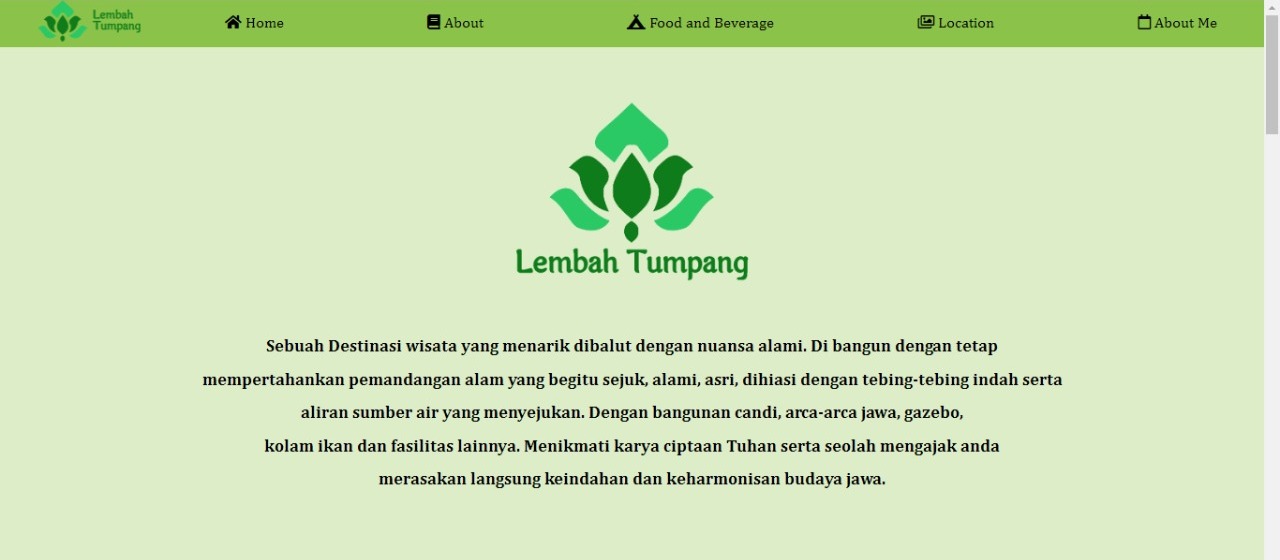 Lembah
Tumpang
Home
About
Food and Beverage
Location
About Me
Lembah Tumpang
Sebuah Destinasi wisata yang menarik dibalut dengan nuansa alami. Di bangun dengan tetap
mempertahankan pemandangan alam yang begitu sejuk, alami, asri, dihiasi dengan tebing-tebing indah serta
aliran sumber air yang menyejukan. Dengan bangunan candi, arca-arca jawa, gazebo,
kolam ikan dan fasilitas lainnya. Menikmati karya ciptaan Tuhan serta seolah mengajak anda
merasakan langsung keindahan dan keharmonisan budaya jawa.